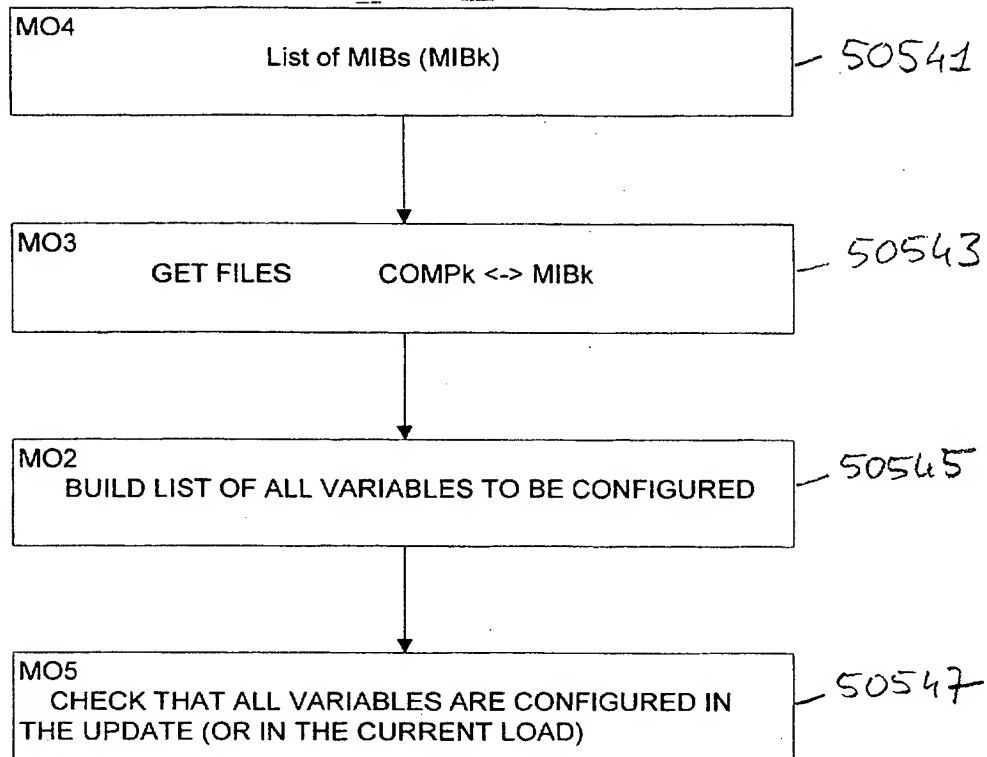 MO4
List of MIBs (MIBk)
50541
MO3
GET FILES COMPk <-> MIBk
50543
MO2
BUILD LIST OF ALL VARIABLES TO BE CONFIGURED
50545
MO5
CHECK THAT ALL VARIABLES ARE CONFIGURED IN
THE UPDATE (OR IN THE CURRENT LOAD)
50547